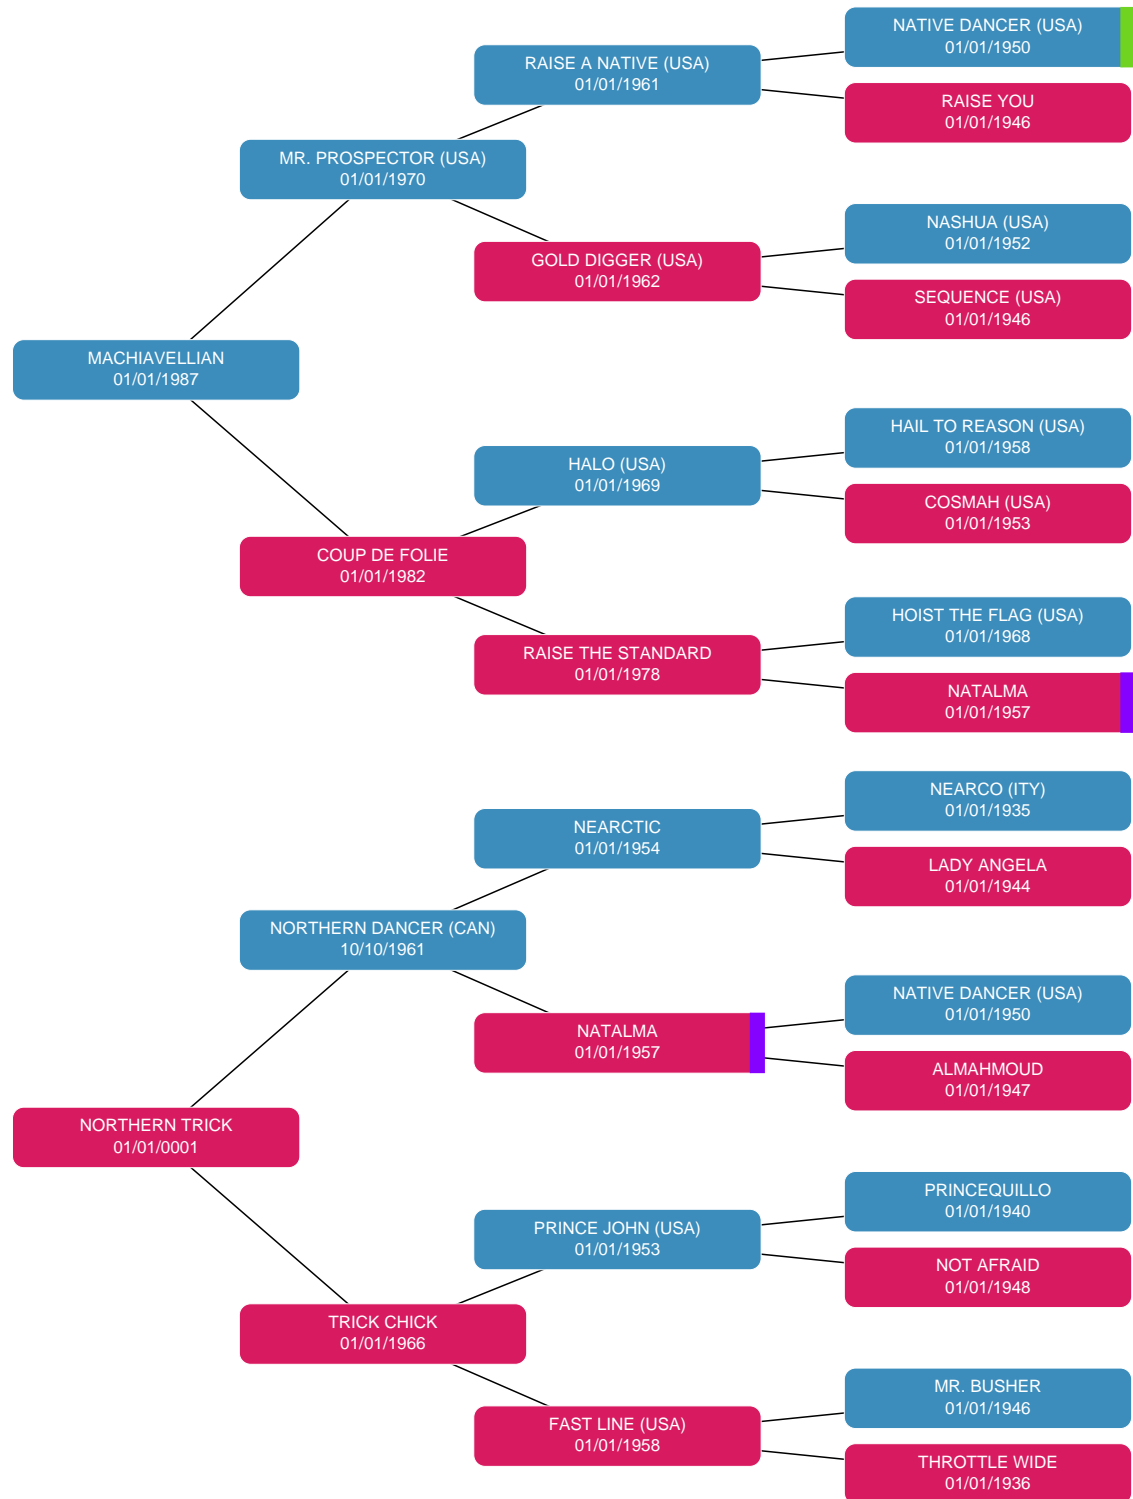 NATIVE DANCER (USA)
01/01/1950
RAISE A NATIVE (USA)
01/01/1961
RAISE YOU
01/01/1946
MR. PROSPECTOR (USA)
01/01/1970
NASHUA (USA)
01/01/1952
GOLD DIGGER (USA)
01/01/1962
SEQUENCE (USA)
01/01/1946
MACHIAVELLIAN
01/01/1987
HAIL TO REASON (USA)
01/01/1958
HALO (USA)
01/01/1969
COSMAH (USA)
01/01/1953
COUP DE FOLIE
01/01/1982
HOIST THE FLAG (USA)
01/01/1968
RAISE THE STANDARD
01/01/1978
NATALMA
01/01/1957
NEARCO (ITY)
01/01/1935
NEARCTIC
01/01/1954
LADY ANGELA
01/01/1944
NORTHERN DANCER (CAN)
10/10/1961
NATIVE DANCER (USA)
01/01/1950
NATALMA
01/01/1957
ALMAHMOUD
01/01/1947
NORTHERN TRICK
01/01/0001
PRINCEQUILLO
01/01/1940
PRINCE JOHN (USA)
01/01/1953
NOT AFRAID
01/01/1948
TRICK CHICK
01/01/1966
MR. BUSHER
01/01/1946
FAST LINE (USA)
01/01/1958
THROTTLE WIDE
01/01/1936